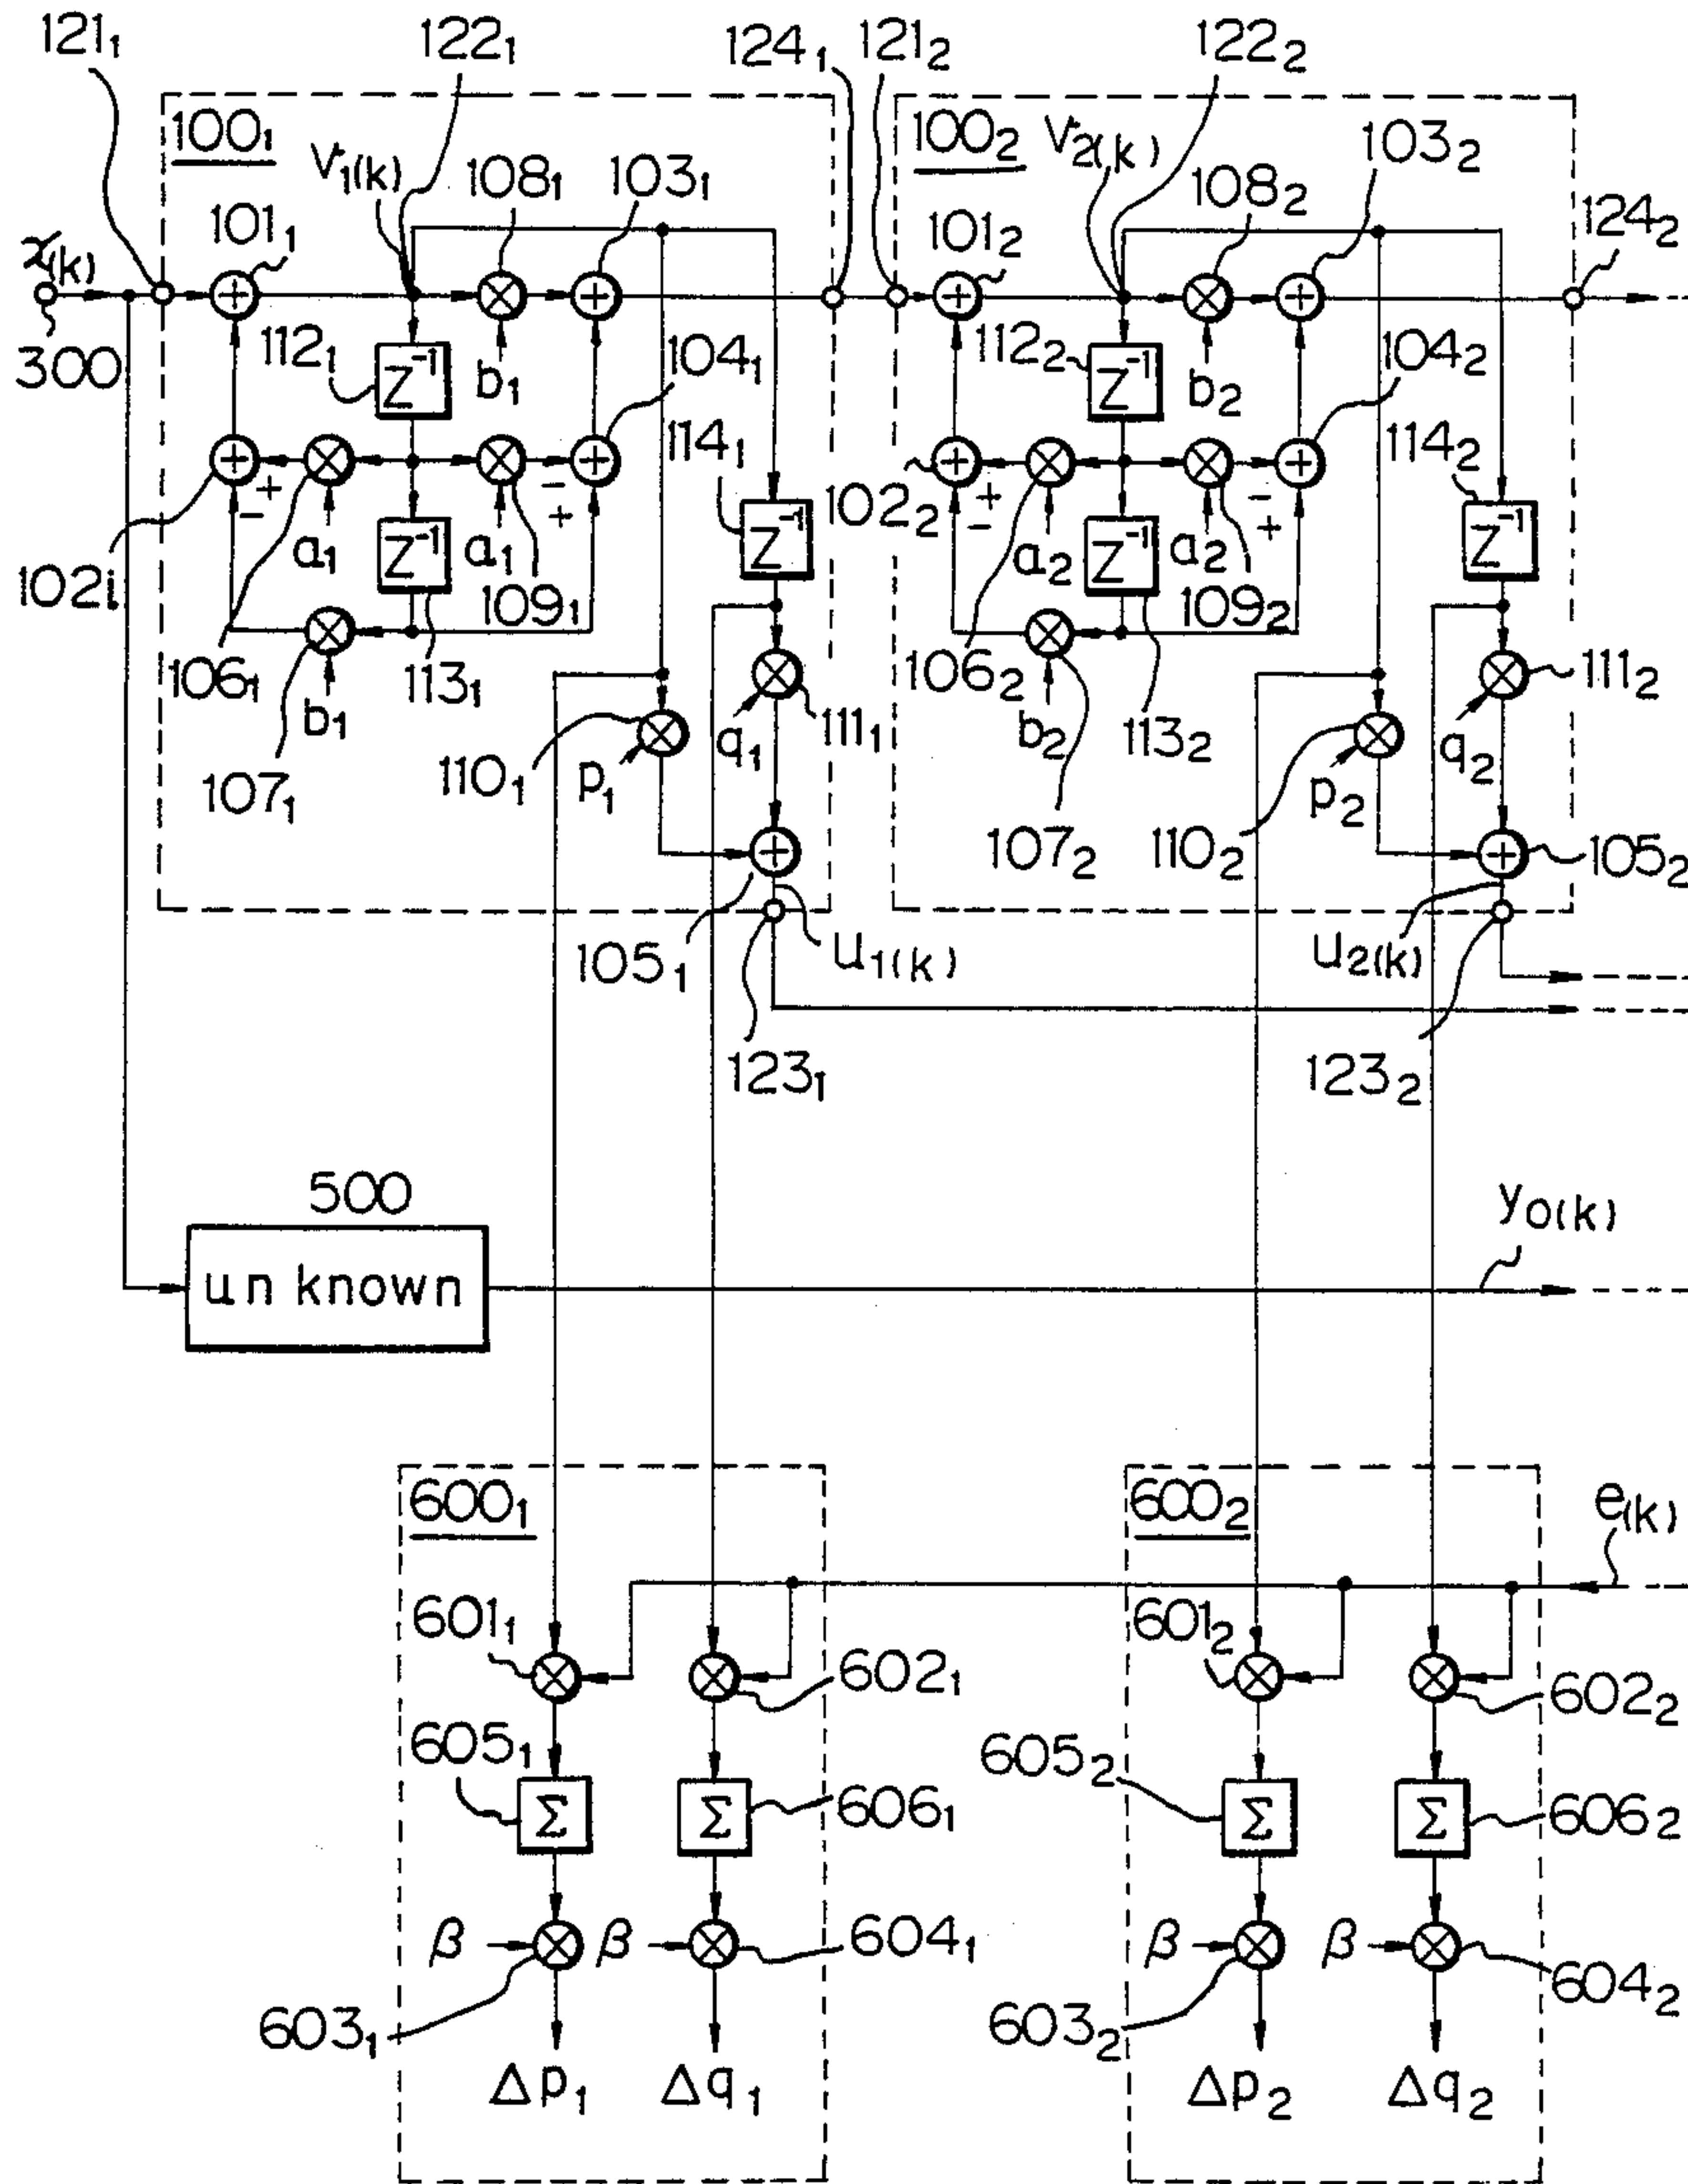 121₁ 122₁ 124₁ 121₂ 122₂
100₁ V₁(k) 108₁ 103₁ 100₂ V₂(k) 108₂ 103₂
x(k) 101₁ 101₂ 124₂
+ + + +
300 112₁ Z⁻¹ b₁ 104₁ 112₂ Z⁻¹ b₂ 104₂
+ + 114₁ + + 114₂
+ - - + 102₂ + - - +
102i a₁ Z⁻¹ a₁ 109₁ Z⁻¹ a₂ Z⁻¹ a₂ 109₂ Z⁻¹
106₁ 113₁ 111₁ 106₂ 113₂ 111₂
b₁ q₁ b₂ q₂
107₁ 110₁ p₁ 107₂ 110₂ p₂
+ + 105₂
105₁ u₁(k) u₂(k)
123₁ 123₂
500 y₀(k)
un known
600₁ 600₂ e(k)
601₁ 602₁ 601₂ 602₂
605₁ Σ Σ 606₁ 605₂ Σ Σ 606₂
β β 604₁ β β 604₂
603₁ 603₂
Δp₁ Δq₁ Δp₂ Δq₂